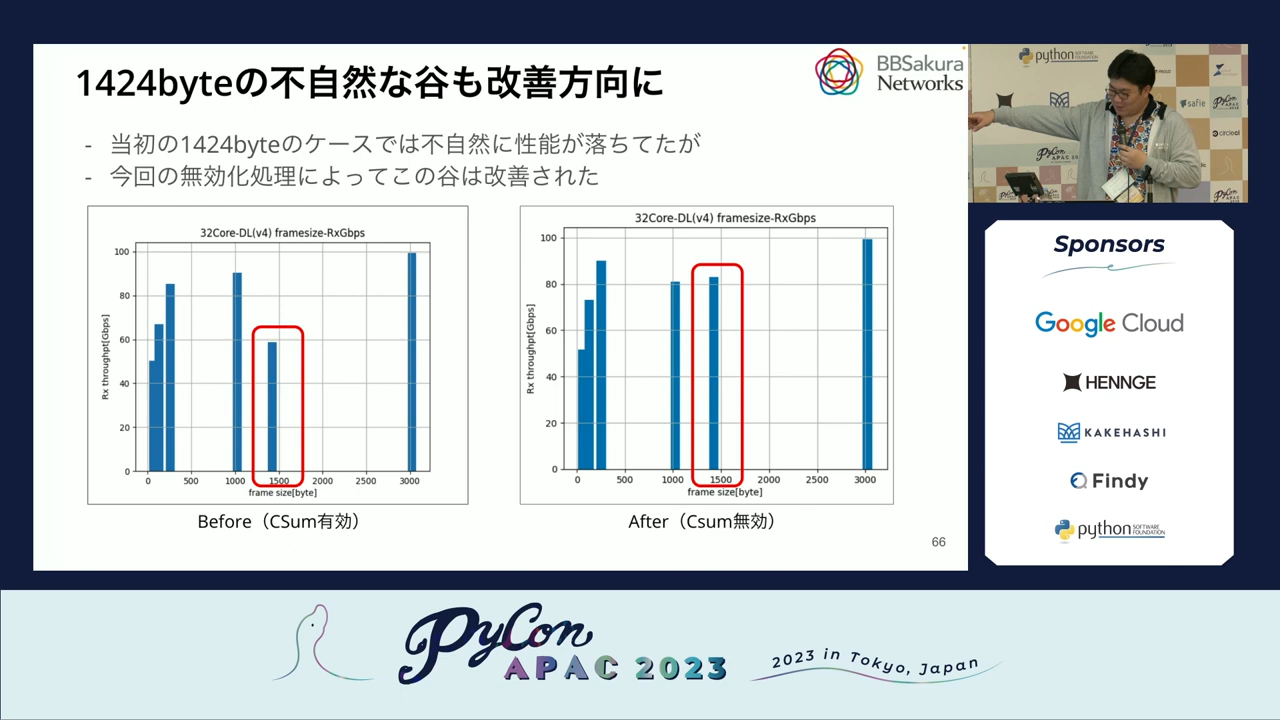 1424byteの不自然な谷も改善方向に
BBSakura
Networks
- 当初の1424byteのケースでは不自然に性能が落ちてたが
- 今回の無効化処理によってこの谷は改善された
32Core-DL(v4) framesize-RxGbps
Rx throughpt[Gbps]
100
80
60
40
20
0
0 500 1000 1500 2000 2500 3000
frame size[byte]
Before（CSum有効）
32Core-DL(v4) framesize-RxGbps
Rx throughpt[Gbps]
100
80
60
40
20
0
0 500 1000 1500 2000 2500 3000
frame size[byte]
After（Csum無効）
66
python
safie
PyCon
APAC
circleci
Sponsors
Google Cloud
HENNGE
KAKEHASHI
Findy
python SOFTWARE FOUNDATION
PyCon
APAC 2023
2023 in Tokyo, Japan